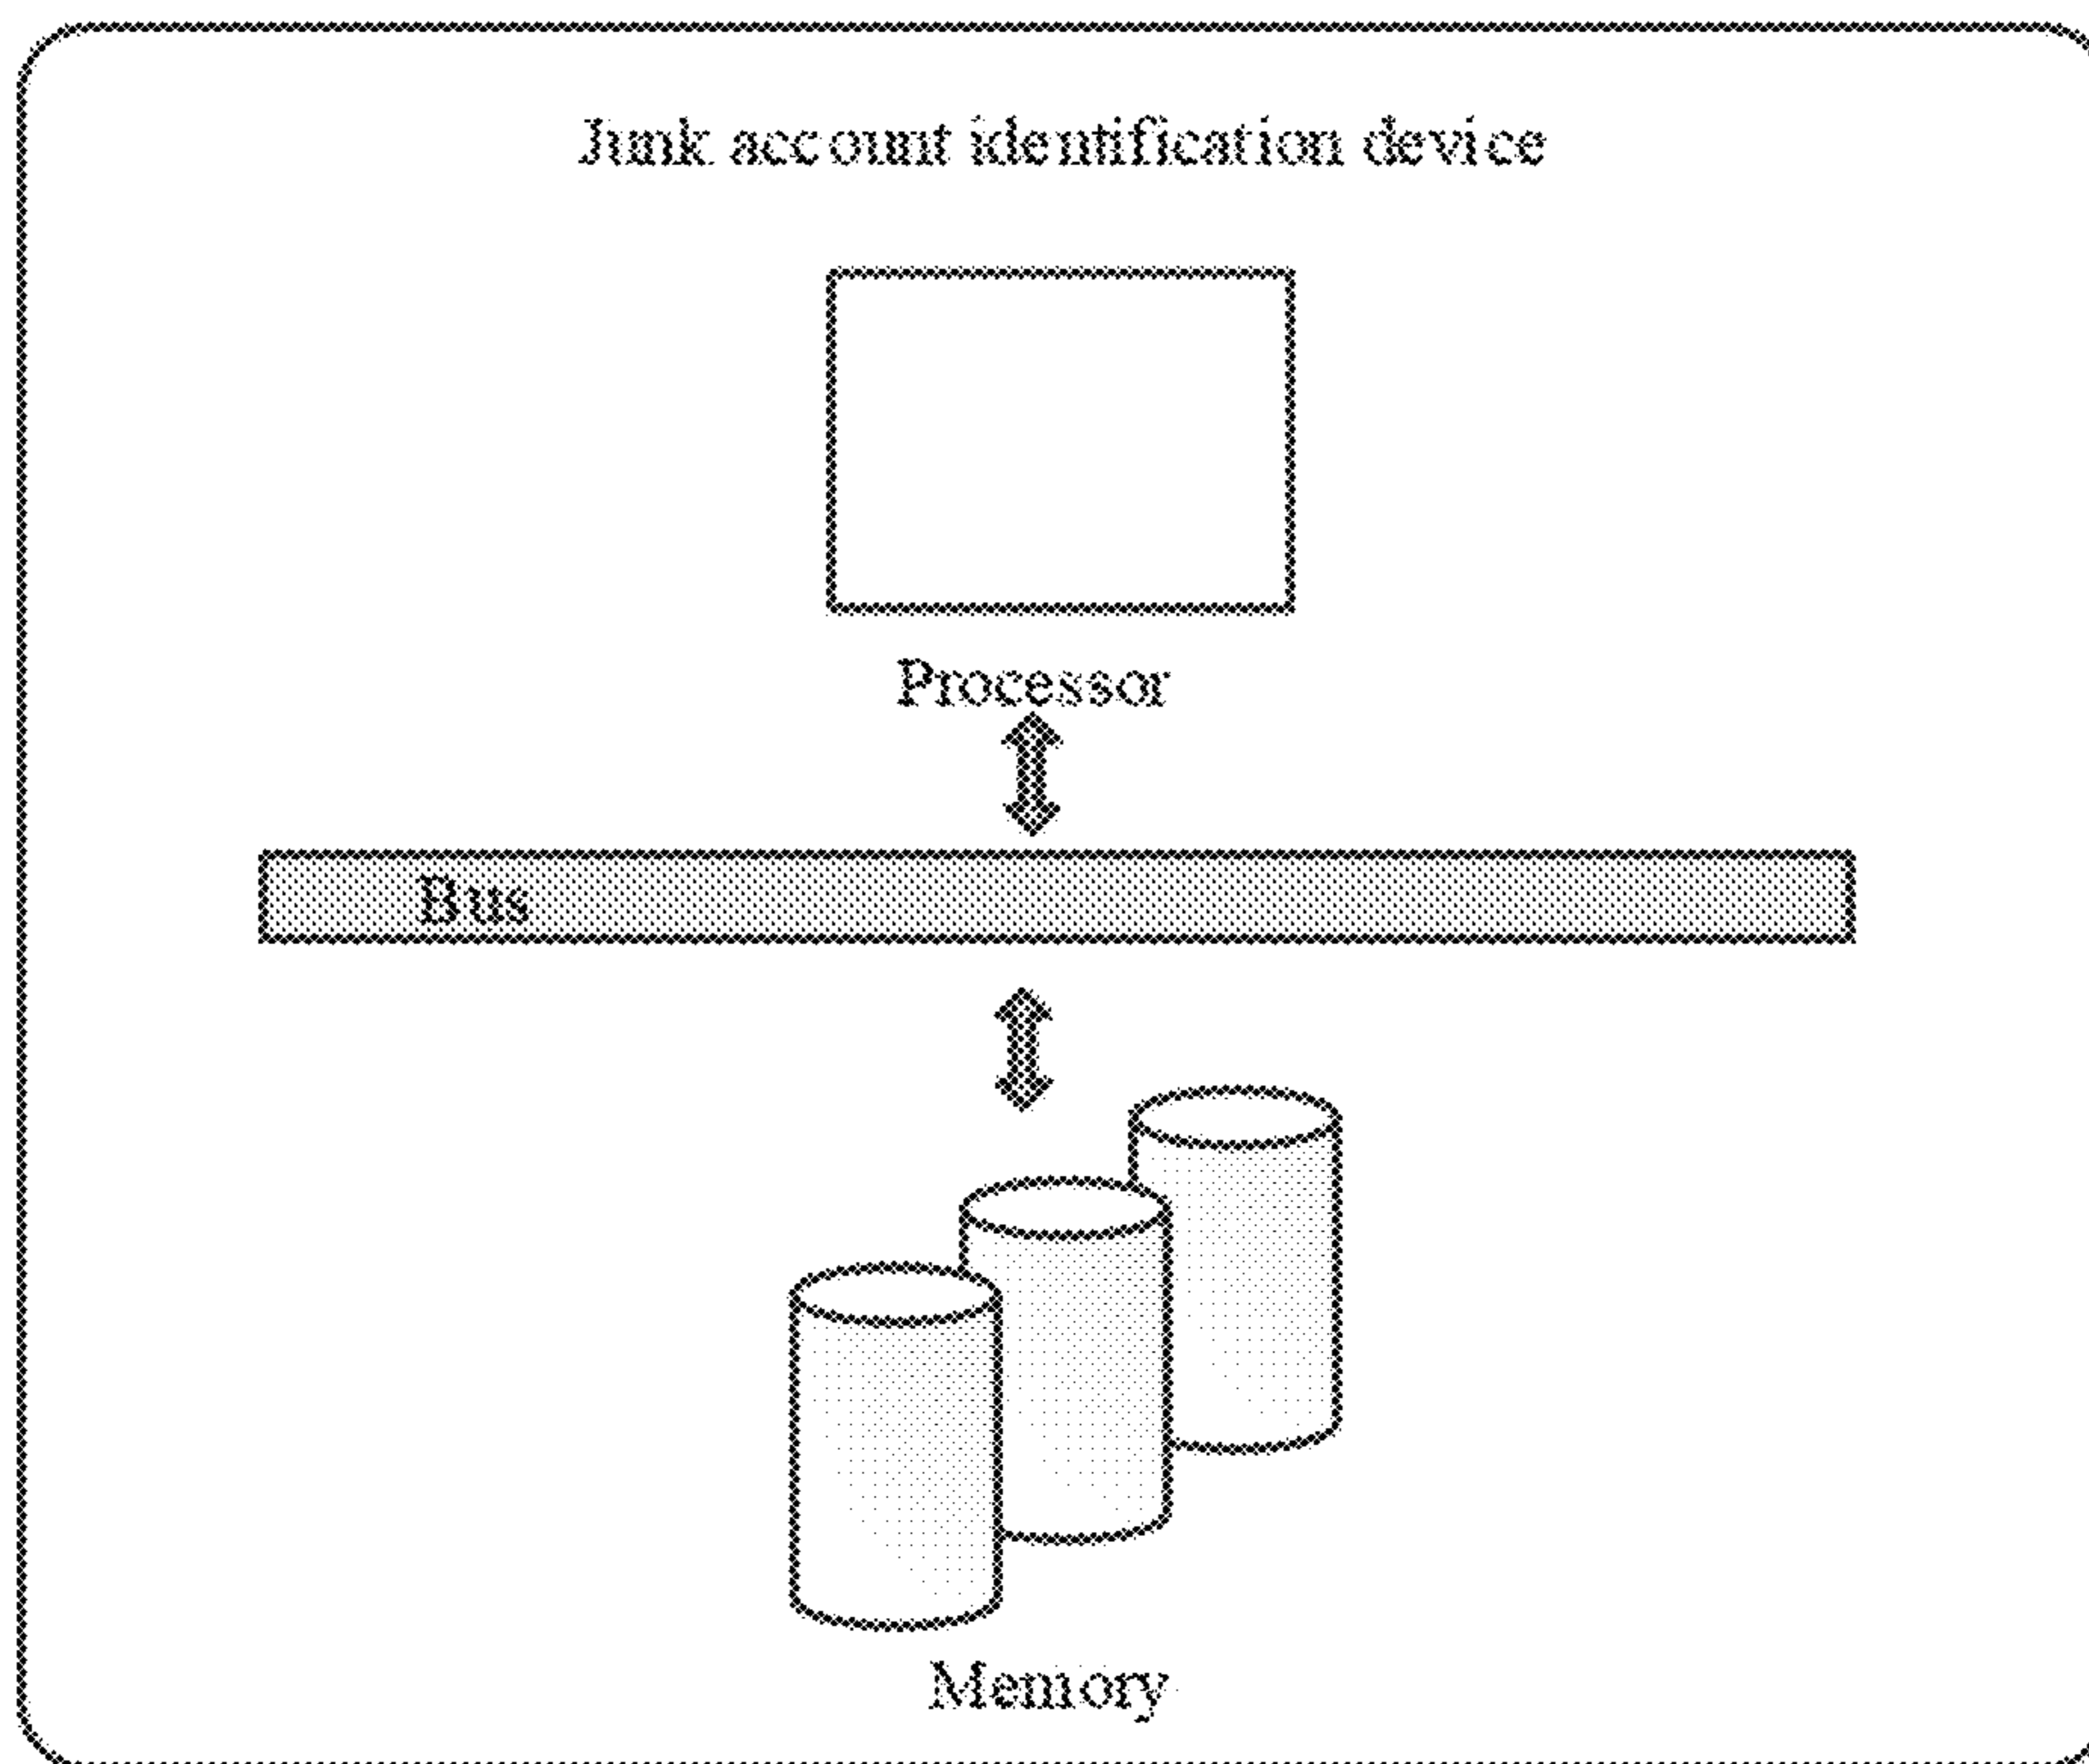 Junk account identification device
Processor
Bus
Memory